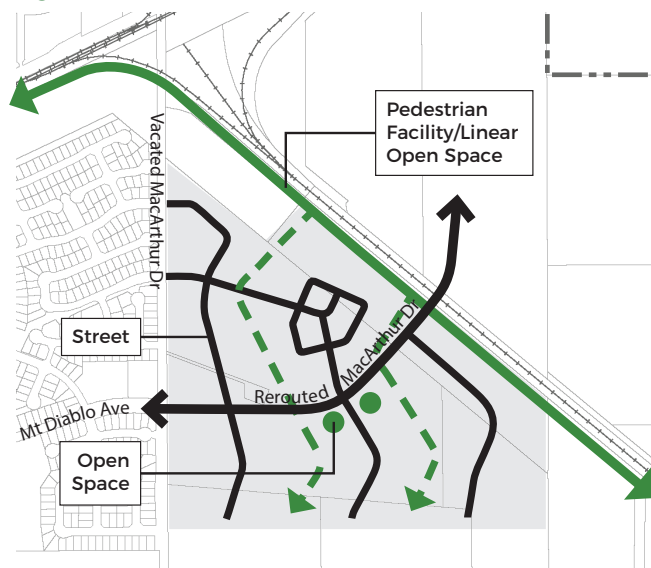 Pedestrian
Facility/Linear
Open Space
Vacated MacArthur Dr
Street
Rerouted MacArthur Dr
Mt Diablo Ave
Open
Space